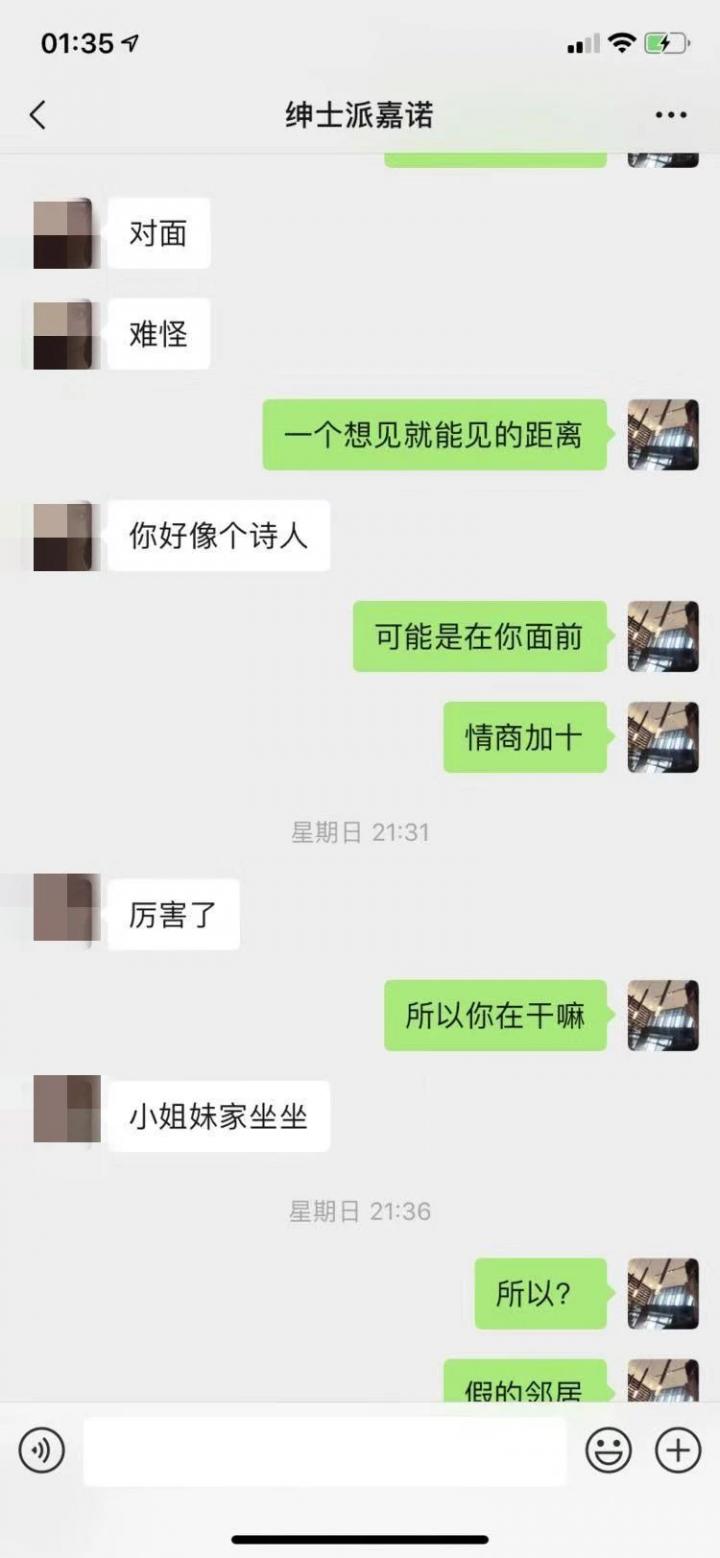 01:35
绅士派嘉诺
对面
难怪
一个想见就能见的距离
你好像个诗人
可能是在你面前
情商加十
星期日 21:31
厉害了
所以你在干嘛
小姐妹家坐坐
星期日 21:36
所以?
假的邻居